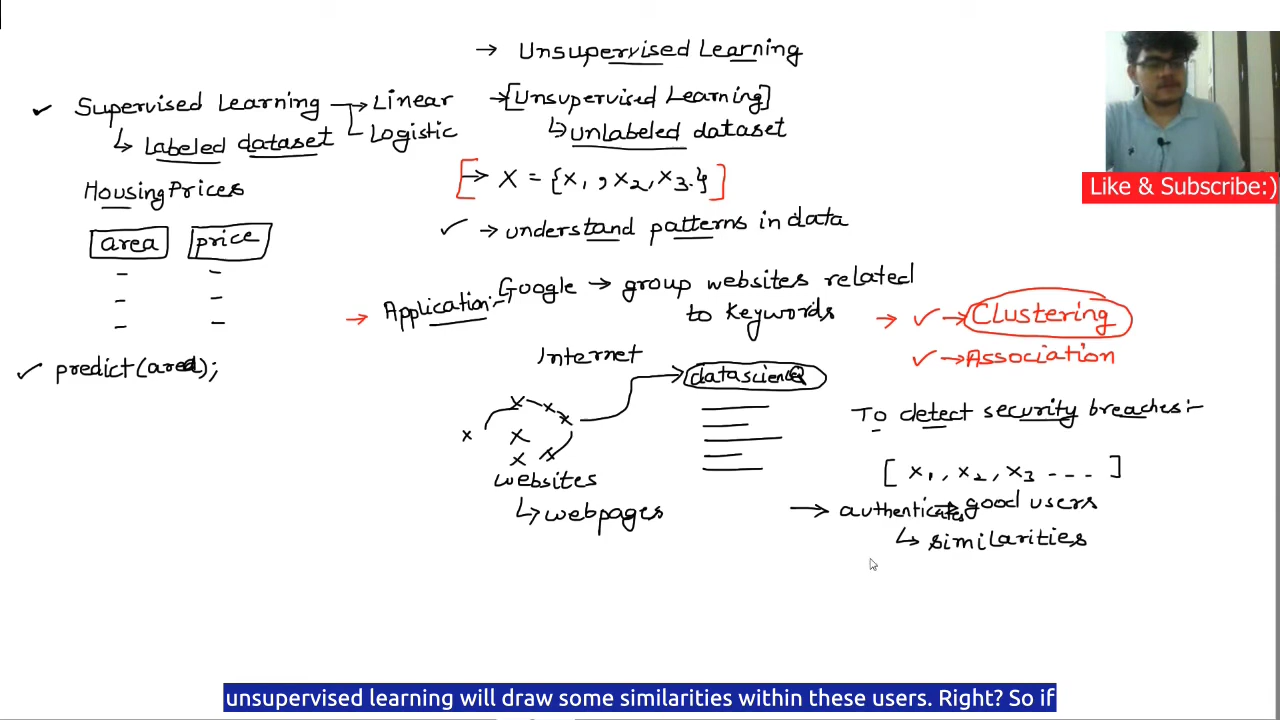 → Unsupervised Learning
✓ Supervised Learning → Linear
Logistic
↳ Labeled dataset
HousingPrices
area price
- -
- -
- -
✓ predict(area);
→ [Unsupervised Learning]
↳ unlabeled dataset
[→ X = {x₁, x₂, x₃.}]
✓ → understand patterns in data
→ Application:- Google → group websites related
to keywords
Internet
datascience
x x x x x x x
websites
↳ webpages
→ ✓ → Clustering
✓ → Association
To detect security breaches:-
[ x₁, x₂, x₃ --- ]
→ authenticates → good users
↳ similarities
Like & Subscribe:)
unsupervised learning will draw some similarities within these users. Right? So if